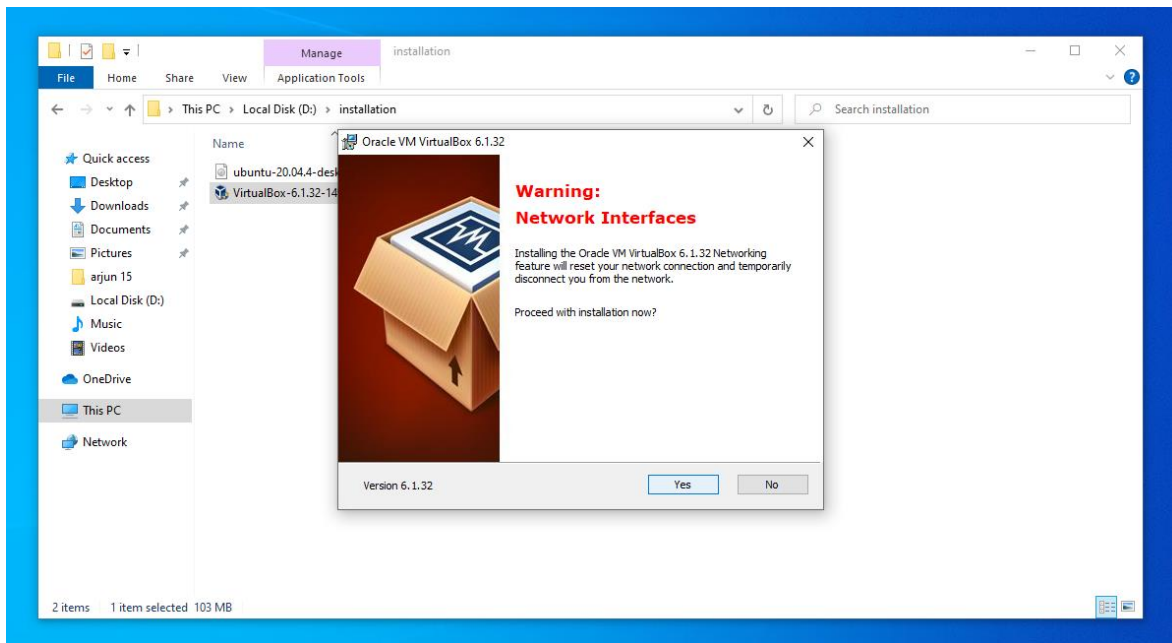 Manage
installation
File
Home
Share
View
Application Tools
This PC
Local Disk (D:)
installation
Search installation
Name
Quick access
Desktop
Downloads
Documents
Pictures
arjun 15
Local Disk (D:)
Music
Videos
OneDrive
This PC
Network
ubuntu-20.04.4-desk
VirtualBox-6.1.32-14
Oracle VM VirtualBox 6.1.32
Warning:
Network Interfaces
Installing the Oracle VM VirtualBox 6.1.32 Networking
feature will reset your network connection and temporarily
disconnect you from the network.
Proceed with installation now?
Version 6.1.32
Yes
No
2 items
1 item selected 103 MB